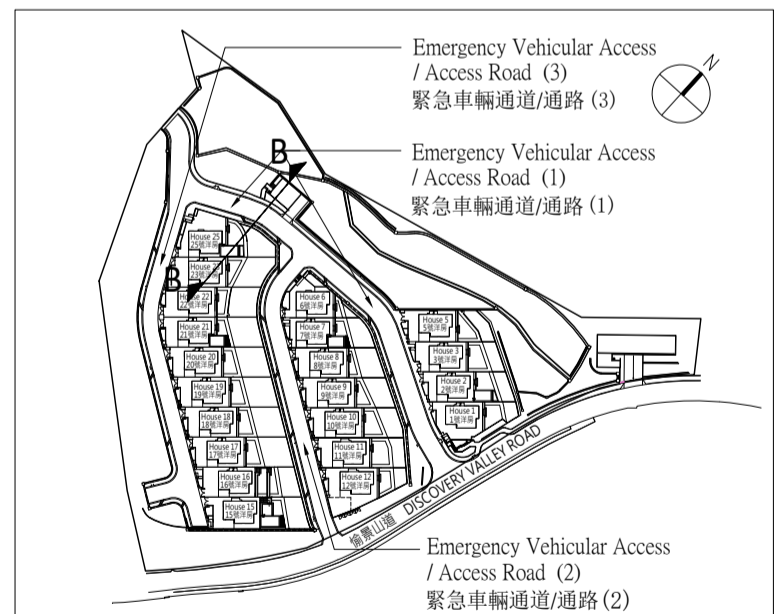 Emergency Vehicular Access
/ Access Road (3)
緊急車輛通道/通路 (3)
N
B
Emergency Vehicular Access
/ Access Road (1)
緊急車輛通道/通路 (1)
House 25
25號洋房
23號洋房
B
House 22
22號洋房
House 21
21號洋房
House 20
20號洋房
House 19
19號洋房
House 18
18號洋房
House 17
17號洋房
House 16
16號洋房
House 15
15號洋房
House 6
6號洋房
House 7
7號洋房
House 8
8號洋房
House 9
9號洋房
House 10
10號洋房
House 11
11號洋房
House 12
12號洋房
House 5
5號洋房
House 3
3號洋房
House 2
2號洋房
House 1
1號洋房
愉景山道 DISCOVERY VALLEY ROAD
Emergency Vehicular Access
/ Access Road (2)
緊急車輛通道/通路 (2)